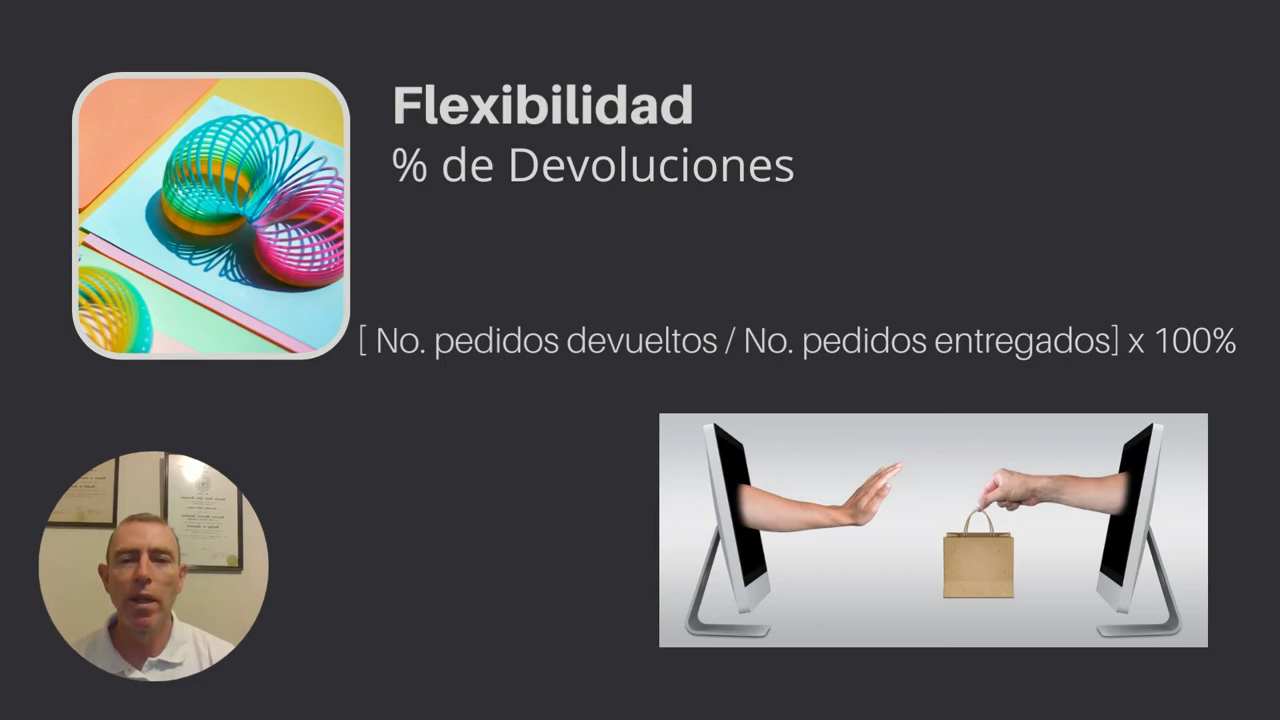 Flexibilidad
% de Devoluciones
[ No. pedidos devueltos / No. pedidos entregados] x 100%